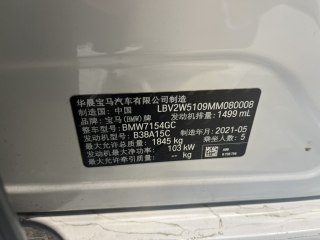 华晨宝马汽车有限公司制造
制造国: 中国 LBV2W5109MM080008
品牌: 宝马(BMW)牌 发动机排量: 1499 mL
整车型号: BMW7154GC
发动机型号: B38A15C 制造年月: 2021-05
最大允许总质量: 1845 kg 乘坐人数: 5
发动机最大净功率: 103 kW
最大允许牵引质量: -- kg